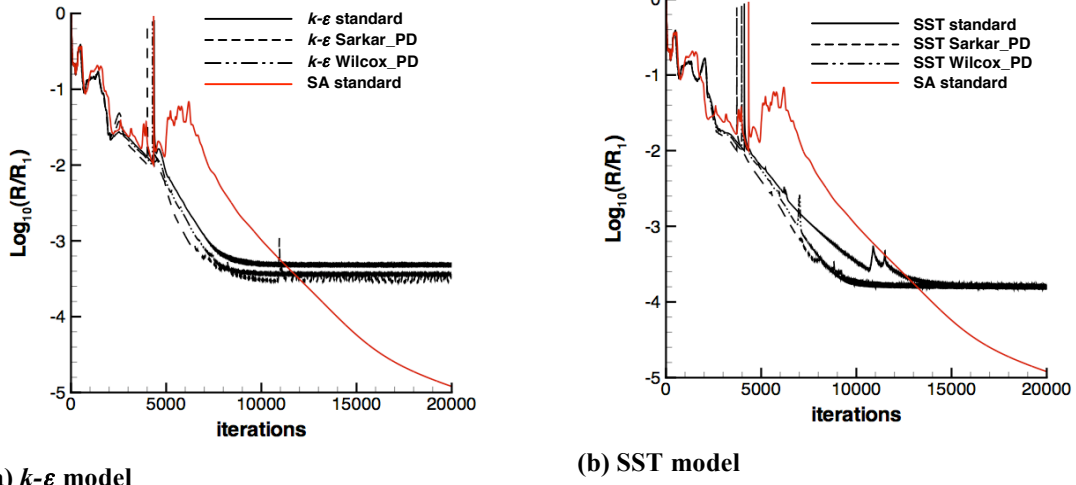 k-ε standard
k-ε Sarkar_PD
k-ε Wilcox_PD
SA standard
0
-1
-2
-3
-4
-5
Log10(R/R1)
0 5000 10000 15000 20000
iterations
k-ε model
SST standard
SST Sarkar_PD
SST Wilcox_PD
SA standard
0
-1
-2
-3
-4
-5
Log10(R/R1)
0 5000 10000 15000 20000
iterations
(b) SST model